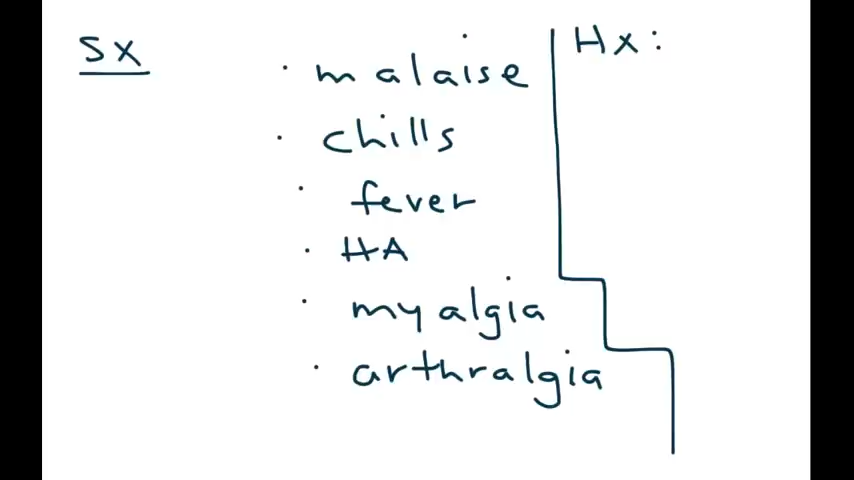 Sx
malaise
chills
fever
HA
myalgia
arthralgia
Hx: